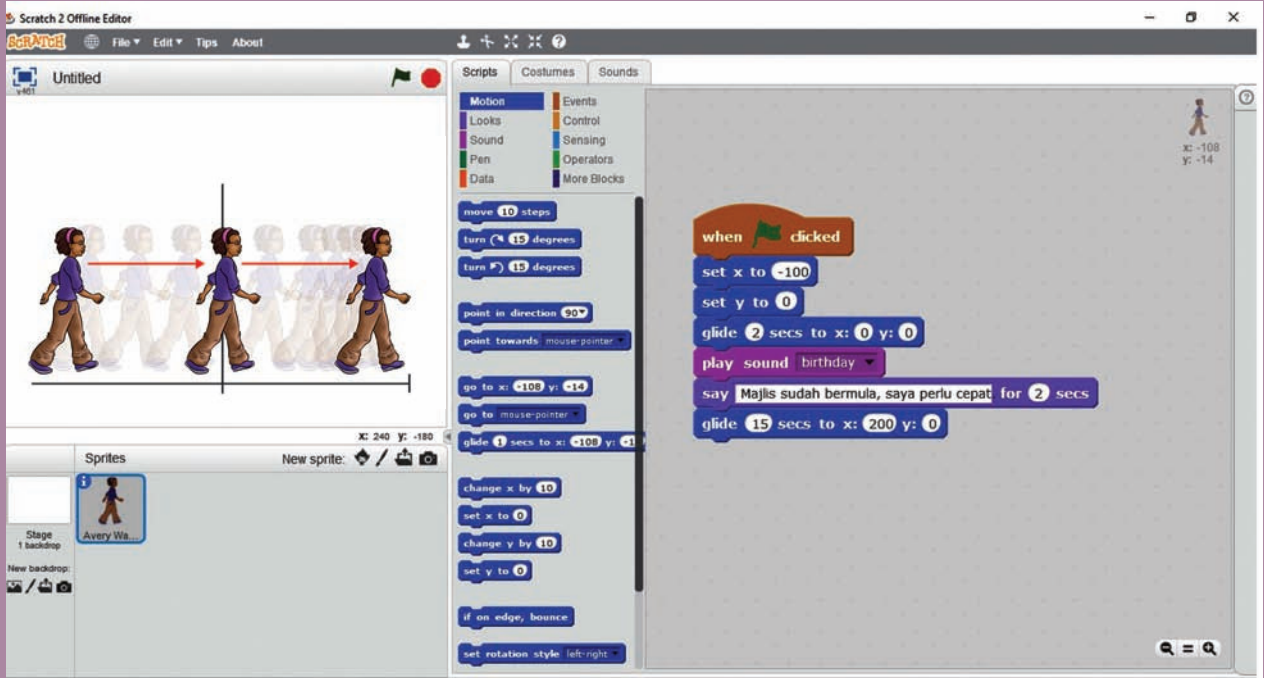 Scratch 2 Offline Editor
SCRATCH File Edit Tips About
v461 Untitled
Scripts Costumes Sounds
Motion Events
Looks Control
Sound Sensing
Pen Operators
Data More Blocks
move 10 steps
turn 15 degrees
turn 15 degrees
point in direction 90
point towards mouse-pointer
go to x: -108 y: -14
go to mouse-pointer
glide 1 secs to x: -108 y: -1
change x by 10
set x to 0
change y by 10
set y to 0
if on edge, bounce
set rotation style left-right
x: -108
y: -14
when clicked
set x to -100
set y to 0
glide 2 secs to x: 0 y: 0
play sound birthday
say Majlis sudah bermula, saya perlu cepat. for 2 secs
glide 15 secs to x: 200 y: 0
X: 240 y: -180
Sprites New sprite:
Stage
1 backdrop
New backdrop:
Avery Wa...